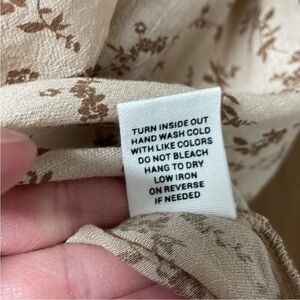 TURN INSIDE OUT
HAND WASH COLD
WITH LIKE COLORS
DO NOT BLEACH
HANG TO DRY
LOW IRON
ON REVERSE
IF NEEDED